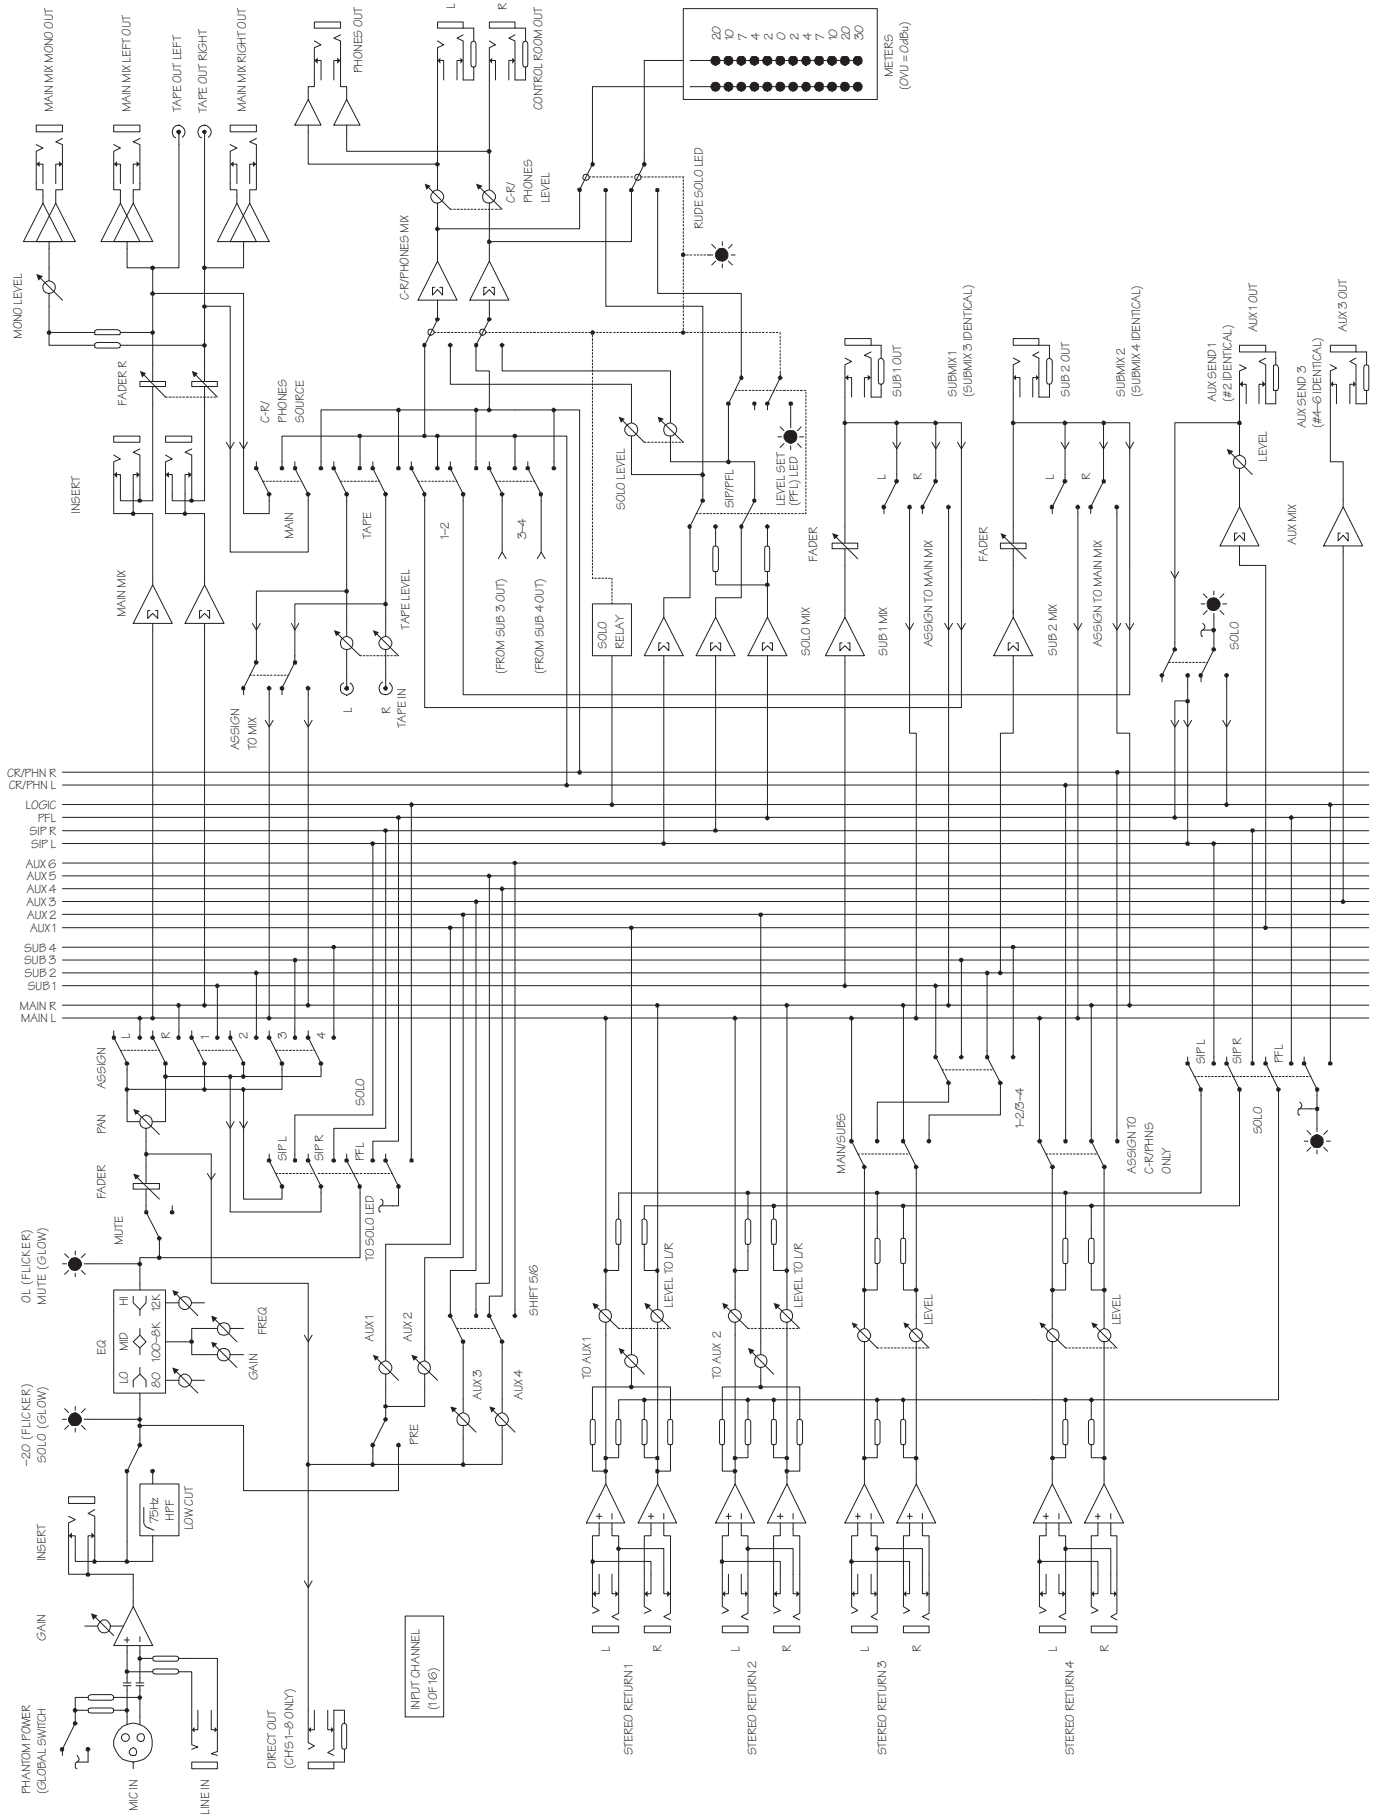 MAIN MIX MONO OUT
MAIN MIX LEFT OUT
TAPE OUT LEFT
TAPE OUT RIGHT
MAIN MIX RIGHT OUT
PHONES OUT
L
R
CONTROL ROOM OUT
20
10
7
4
2
0
2
4
7
10
20
30
METERS
(0VU = 0dBu)
MONO LEVEL
FADER R
INSERT
MAIN MIX
Σ
Σ
C-R/
PHONES
SOURCE
MAIN
TAPE
1–2
3–4
C-R/PHONES MIX
Σ
Σ
C-R/
PHONES
LEVEL
RUDE SOLO LED
SOLO LEVEL
SIP/PFL
LEVEL SET
(PFL) LED
ASSIGN
TO MIX
L
R
TAPE IN
TAPE LEVEL
(FROM SUB 3 OUT)
(FROM SUB 4 OUT)
SOLO
RELAY
Σ
Σ
Σ
SOLO MIX
FADER
Σ
SUB 1 MIX
L
R
ASSIGN TO MAIN MIX
SUB 1 OUT
SUBMIX 1
(SUBMIX 3 IDENTICAL)
FADER
Σ
SUB 2 MIX
L
R
ASSIGN TO MAIN MIX
SUB 2 OUT
SUBMIX 2
(SUBMIX 4 IDENTICAL)
AUX SEND 1
(#2 IDENTICAL)
AUX 1 OUT
LEVEL
Σ
AUX MIX
SOLO
AUX SEND 3
(#4–6 IDENTICAL)
AUX 3 OUT
Σ
CR/PHN R
CR/PHN L
LOGIC
PFL
SIP R
SIP L
AUX 6
AUX 5
AUX 4
AUX 3
AUX 2
AUX 1
SUB 4
SUB 3
SUB 2
SUB 1
MAIN R
MAIN L
ASSIGN
L
R
1
2
3
4
PAN
FADER
MUTE
SOLO
SIP L
SIP R
PFL
TO SOLO LED
OL (FLICKER)
MUTE (GLOW)
EQ
LO
MID
HI
80
100–8K
12K
FREQ
GAIN
-20 (FLICKER)
SOLO (GLOW)
INSERT
75Hz
HPF
LOW CUT
GAIN
PHANTOM POWER
(GLOBAL SWITCH)
MIC IN
+
–
LINE IN
AUX 1
AUX 2
PRE
AUX 3
AUX 4
SHIFT 5/6
DIRECT OUT
(CH'S 1–8 ONLY)
INPUT CHANNEL
(1 OF 16)
TO AUX 1
LEVEL TO L/R
+
–
+
–
L
R
STEREO RETURN 1
TO AUX 2
LEVEL TO L/R
+
–
+
–
L
R
STEREO RETURN 2
MAIN/SUBS
1–2/3–4
LEVEL
+
–
+
–
L
R
STEREO RETURN 3
ASSIGN TO
C-R/PHNS
ONLY
LEVEL
+
–
+
–
L
R
STEREO RETURN 4
SIP L
SIP R
PFL
SOLO